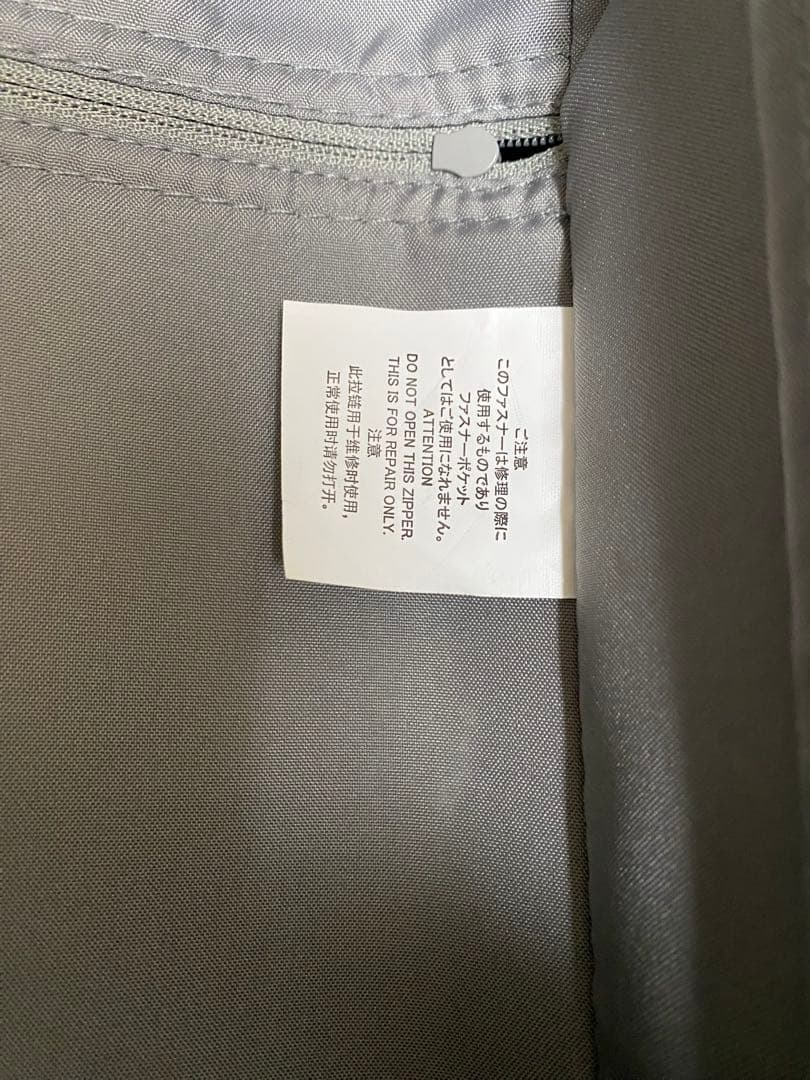 ご注意
このファスナーは修理の際に
使用するものであり
ファスナーポケット
としてはご使用になれません。
ATTENTION
DO NOT OPEN THIS ZIPPER.
THIS IS FOR REPAIR ONLY.
注意
此拉链用于维修时使用,
正常使用时请勿打开。